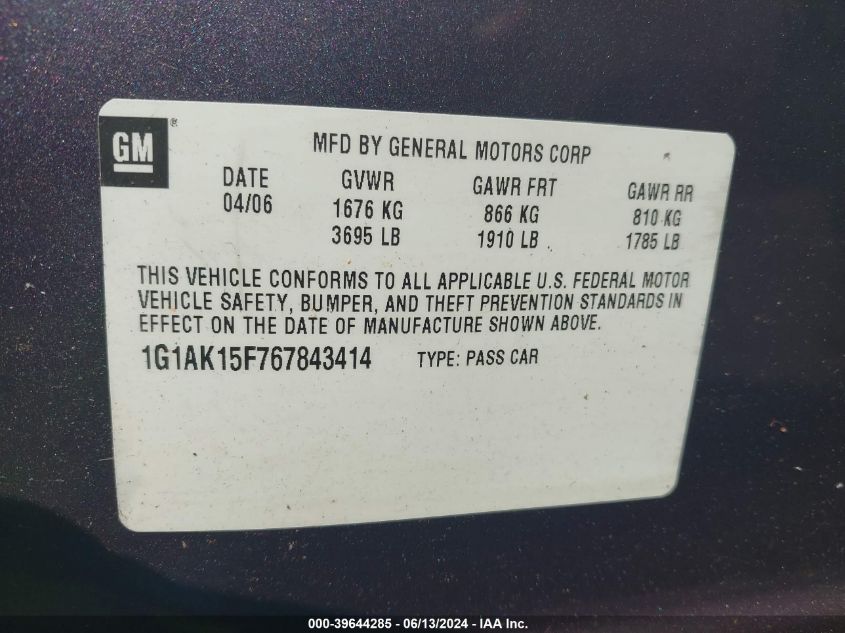 GM®
MFD BY GENERAL MOTORS CORP
DATE GVWR GAWR FRT GAWR RR
04/06 1676 KG 866 KG 810 KG
3695 LB 1910 LB 1785 LB
THIS VEHICLE CONFORMS TO ALL APPLICABLE U.S. FEDERAL MOTOR
VEHICLE SAFETY, BUMPER, AND THEFT PREVENTION STANDARDS IN
EFFECT ON THE DATE OF MANUFACTURE SHOWN ABOVE.
1G1AK15F767843414 TYPE: PASS CAR
000-39644285 - 06/13/2024 - IAA Inc.